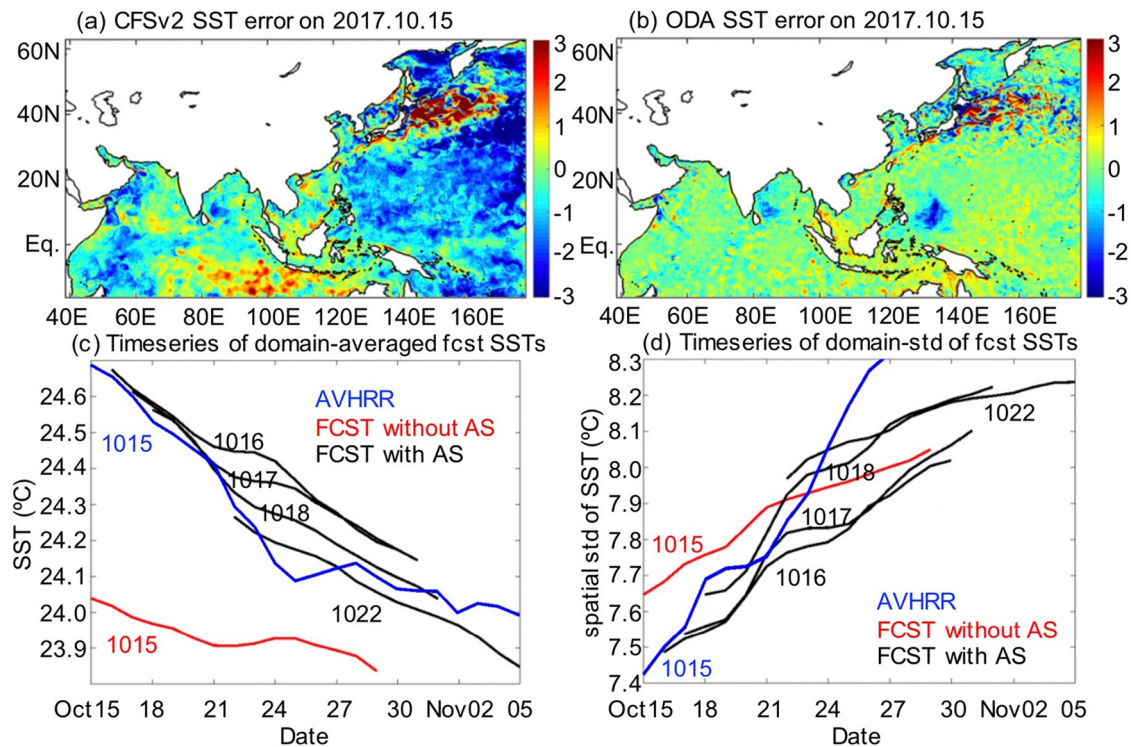 (a) CFSv2 SST error on 2017.10.15
60N
40N
20N
Eq.
40E 60E 80E 100E 120E 140E 160E
3
2
1
0
-1
-2
-3
(b) ODA SST error on 2017.10.15
60N
40N
20N
Eq.
40E 60E 80E 100E 120E 140E 160E
3
2
1
0
-1
-2
-3
(c) Timeseries of domain-averaged fcst SSTs
SST (ºC)
24.6
24.5
24.4
24.3
24.2
24.1
24.0
23.9
AVHRR
FCST without AS
FCST with AS
1015
1016
1017
1018
1022
1015
Oct15 18 21 24 27 30 Nov02 05
Date
(d) Timeseries of domain-std of fcst SSTs
spatial std of SST (ºC)
8.3
8.2
8.1
8.0
7.9
7.8
7.7
7.6
7.5
7.4
1022
1018
1017
1015
1016
1015
AVHRR
FCST without AS
FCST with AS
Oct15 18 21 24 27 30 Nov02 05
Date